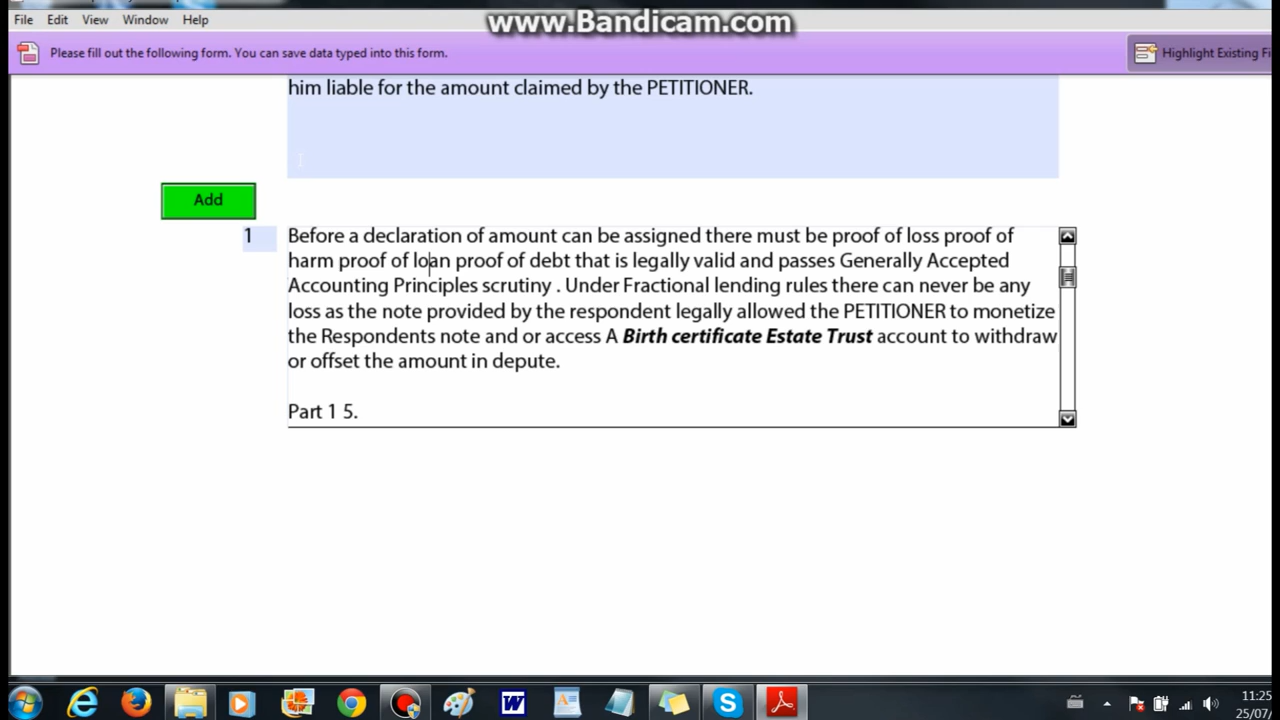 www.Bandicam.com
File Edit View Window Help
Please fill out the following form. You can save data typed into this form.
Highlight Existing Fi
him liable for the amount claimed by the PETITIONER.
Add
1
Before a declaration of amount can be assigned there must be proof of loss proof of
harm proof of loan proof of debt that is legally valid and passes Generally Accepted
Accounting Principles scrutiny . Under Fractional lending rules there can never be any
loss as the note provided by the respondent legally allowed the PETITIONER to monetize
the Respondents note and or access A Birth certificate Estate Trust account to withdraw
or offset the amount in depute.
Part 1 5.
11:25
25/07/